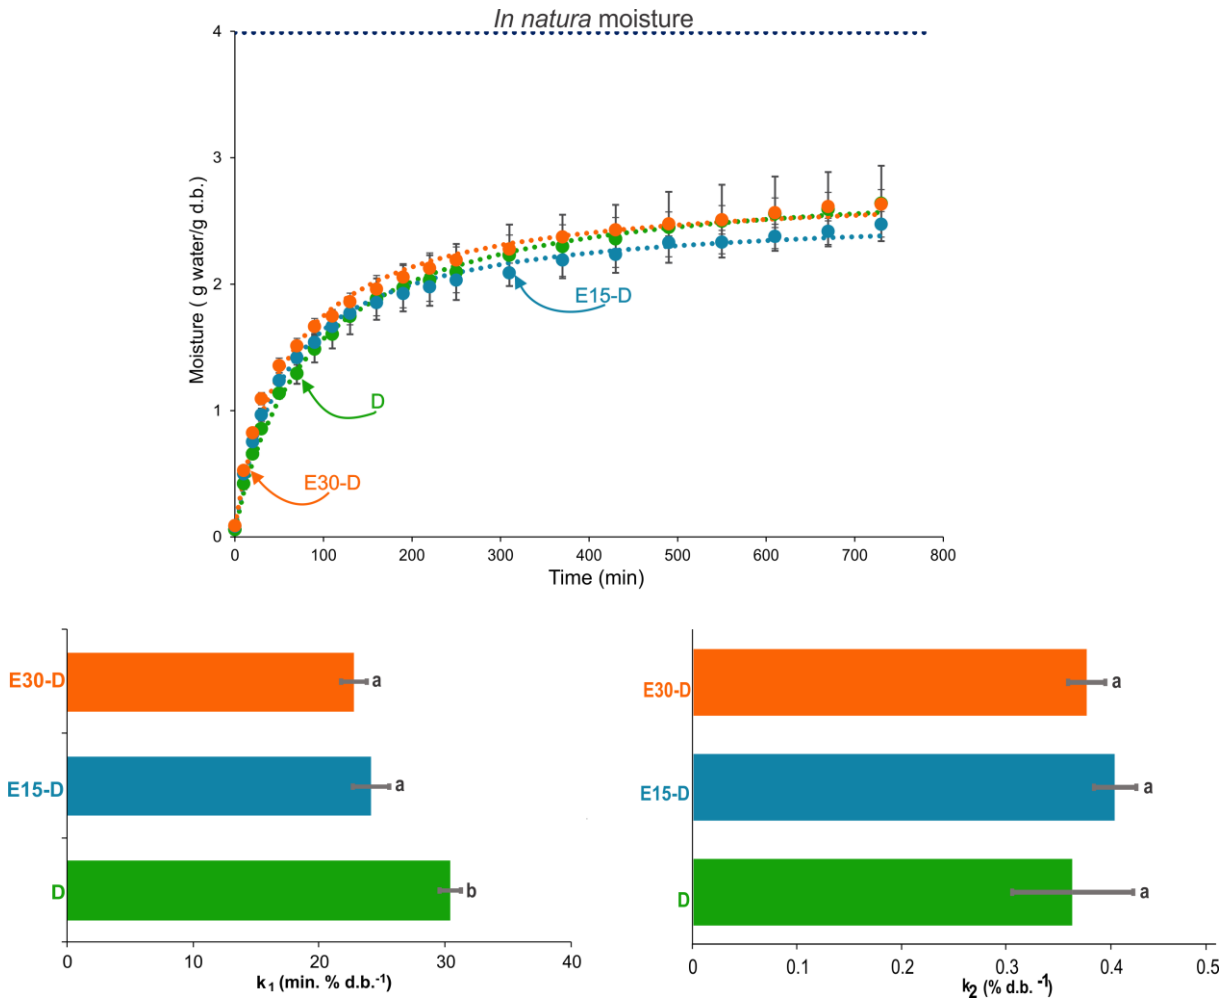 In natura moisture
4
3
2
1
0
Moisture ( g water/g d.b.)
E15-D
D
E30-D
0 100 200 300 400 500 600 700 800
Time (min)
E30-D a
E15-D a
D b
0 10 20 30 40
k1 (min. % d.b.-1)
E30-D a
E15-D a
D a
0 0.1 0.2 0.3 0.4 0.5
k2 (% d.b. -1)